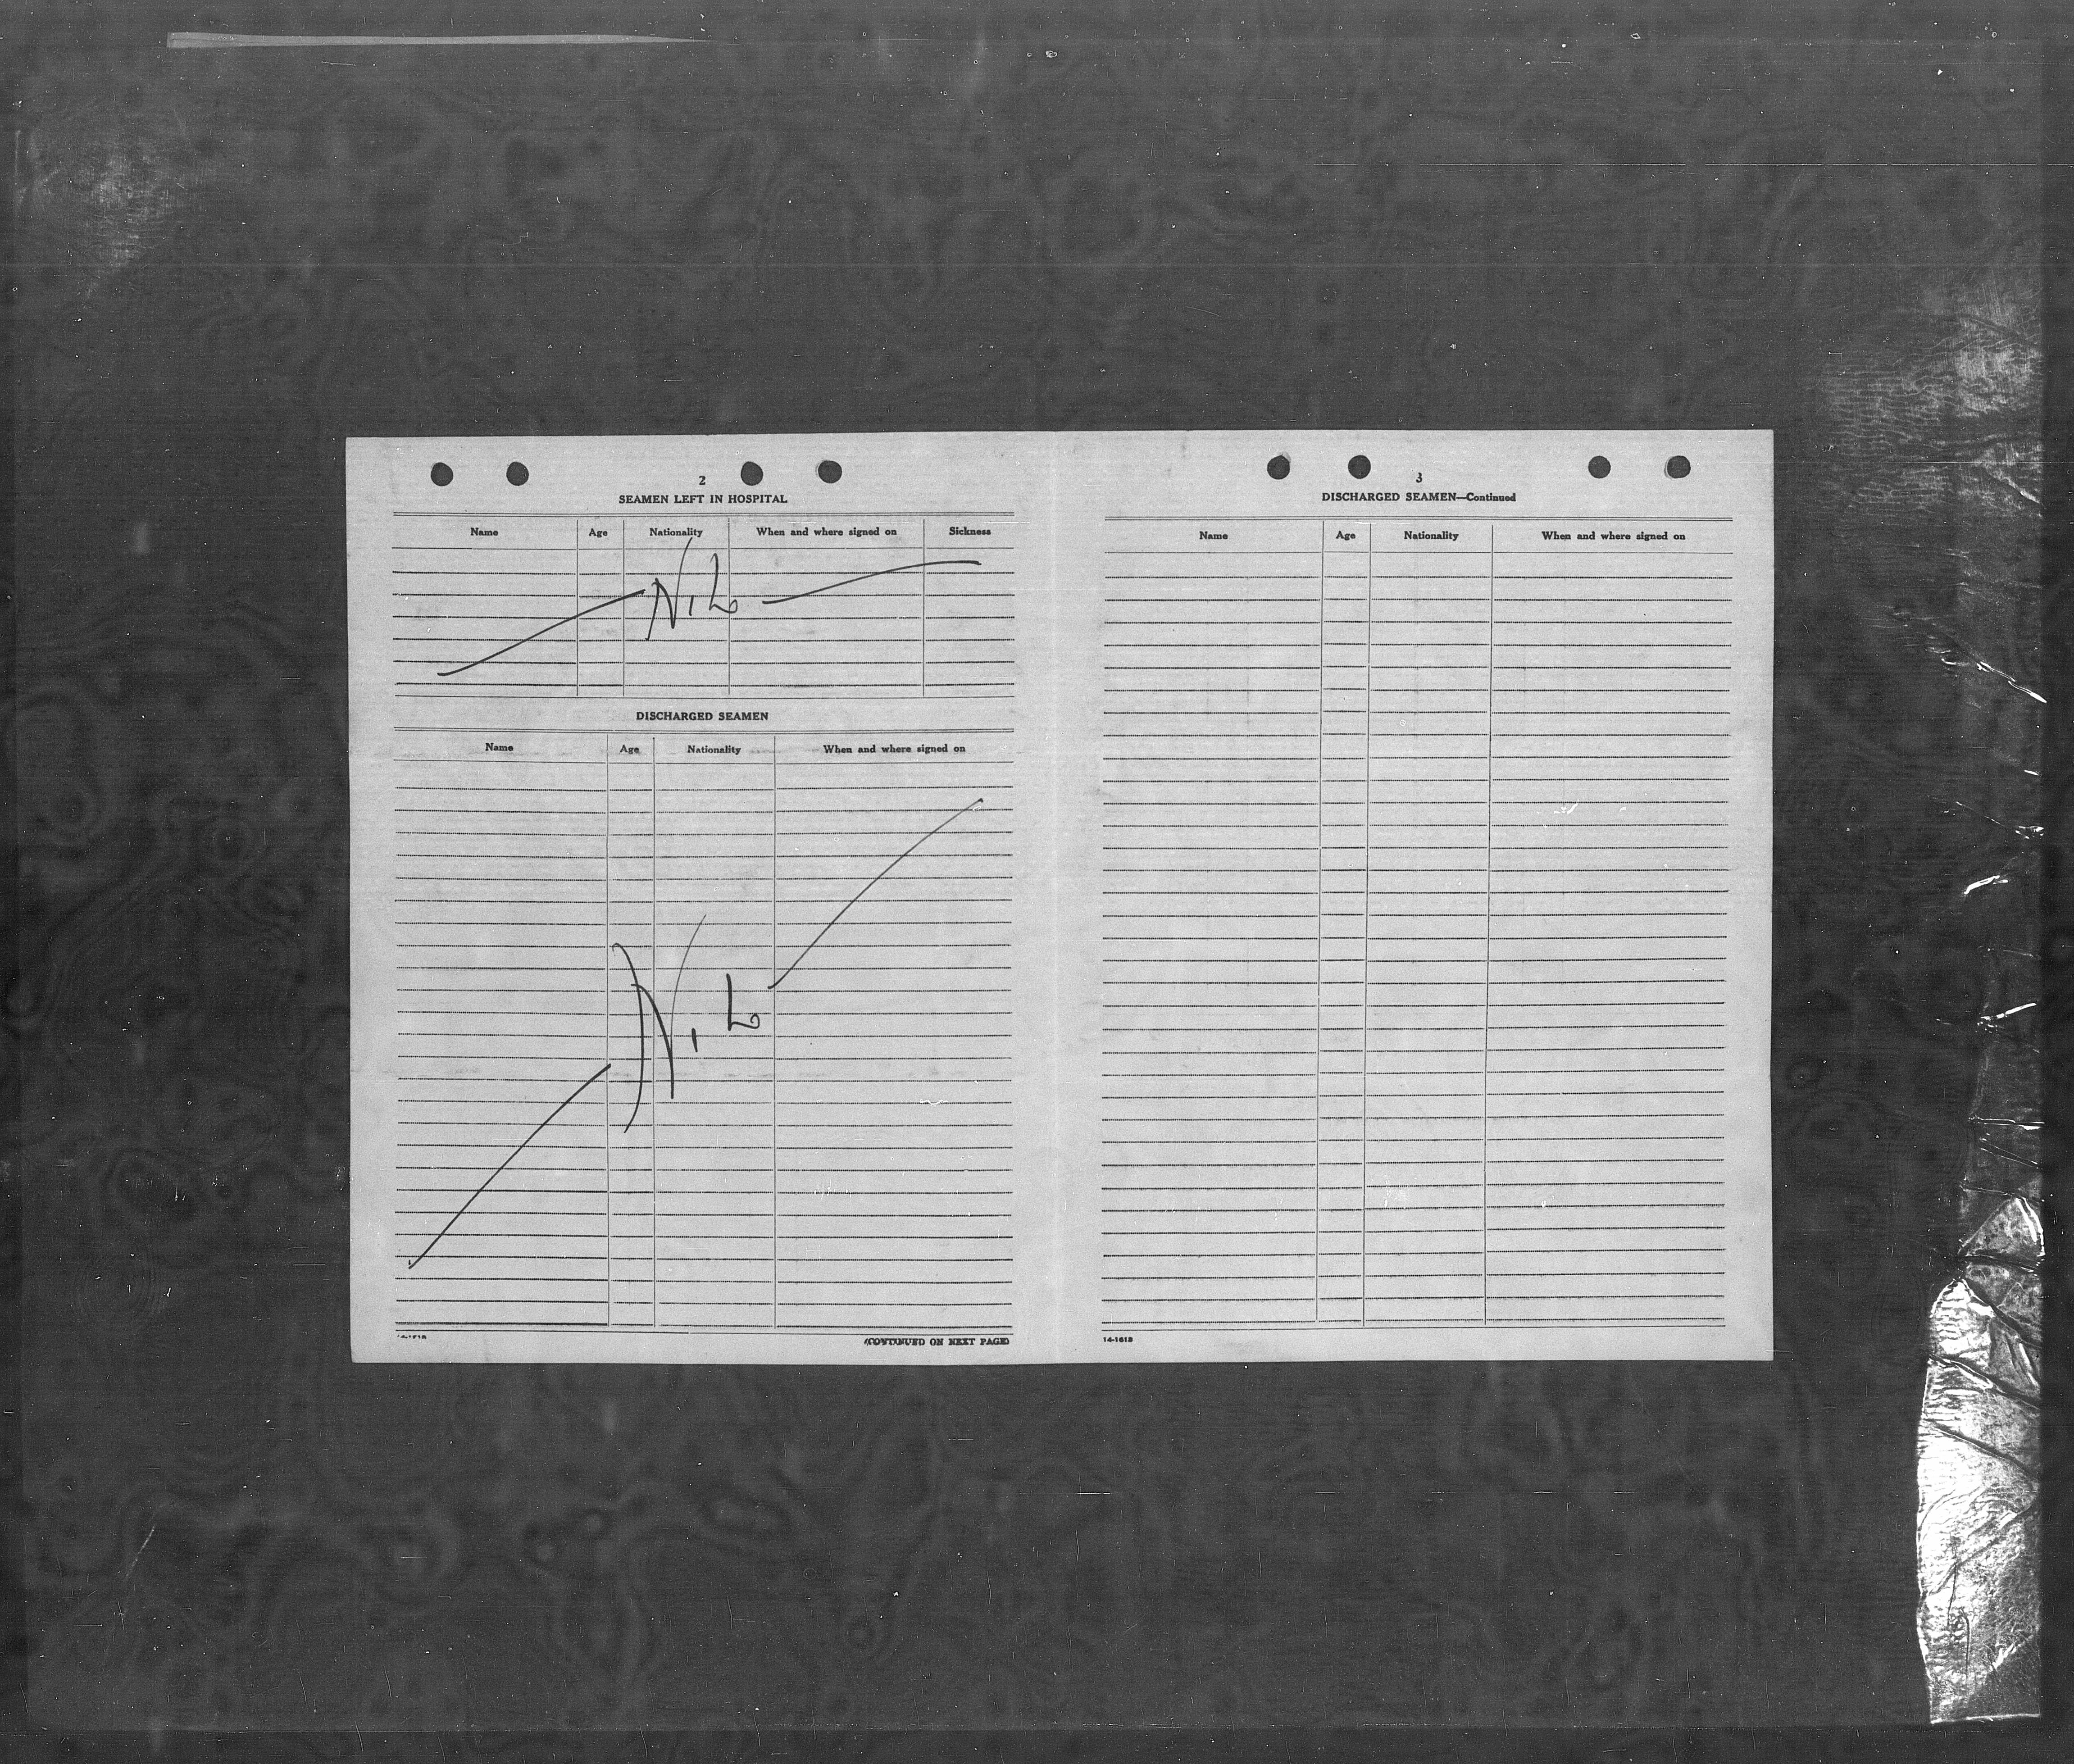 2
SEAMEN LEFT IN HOSPITAL
Name Age Nationality When and where signed on Sickness
Nil
DISCHARGED SEAMEN
Name Age Nationality When and where signed on
Nil
(CONTINUED ON NEXT PAGE)
3
DISCHARGED SEAMEN—Continued
Name Age Nationality When and where signed on
14-1613